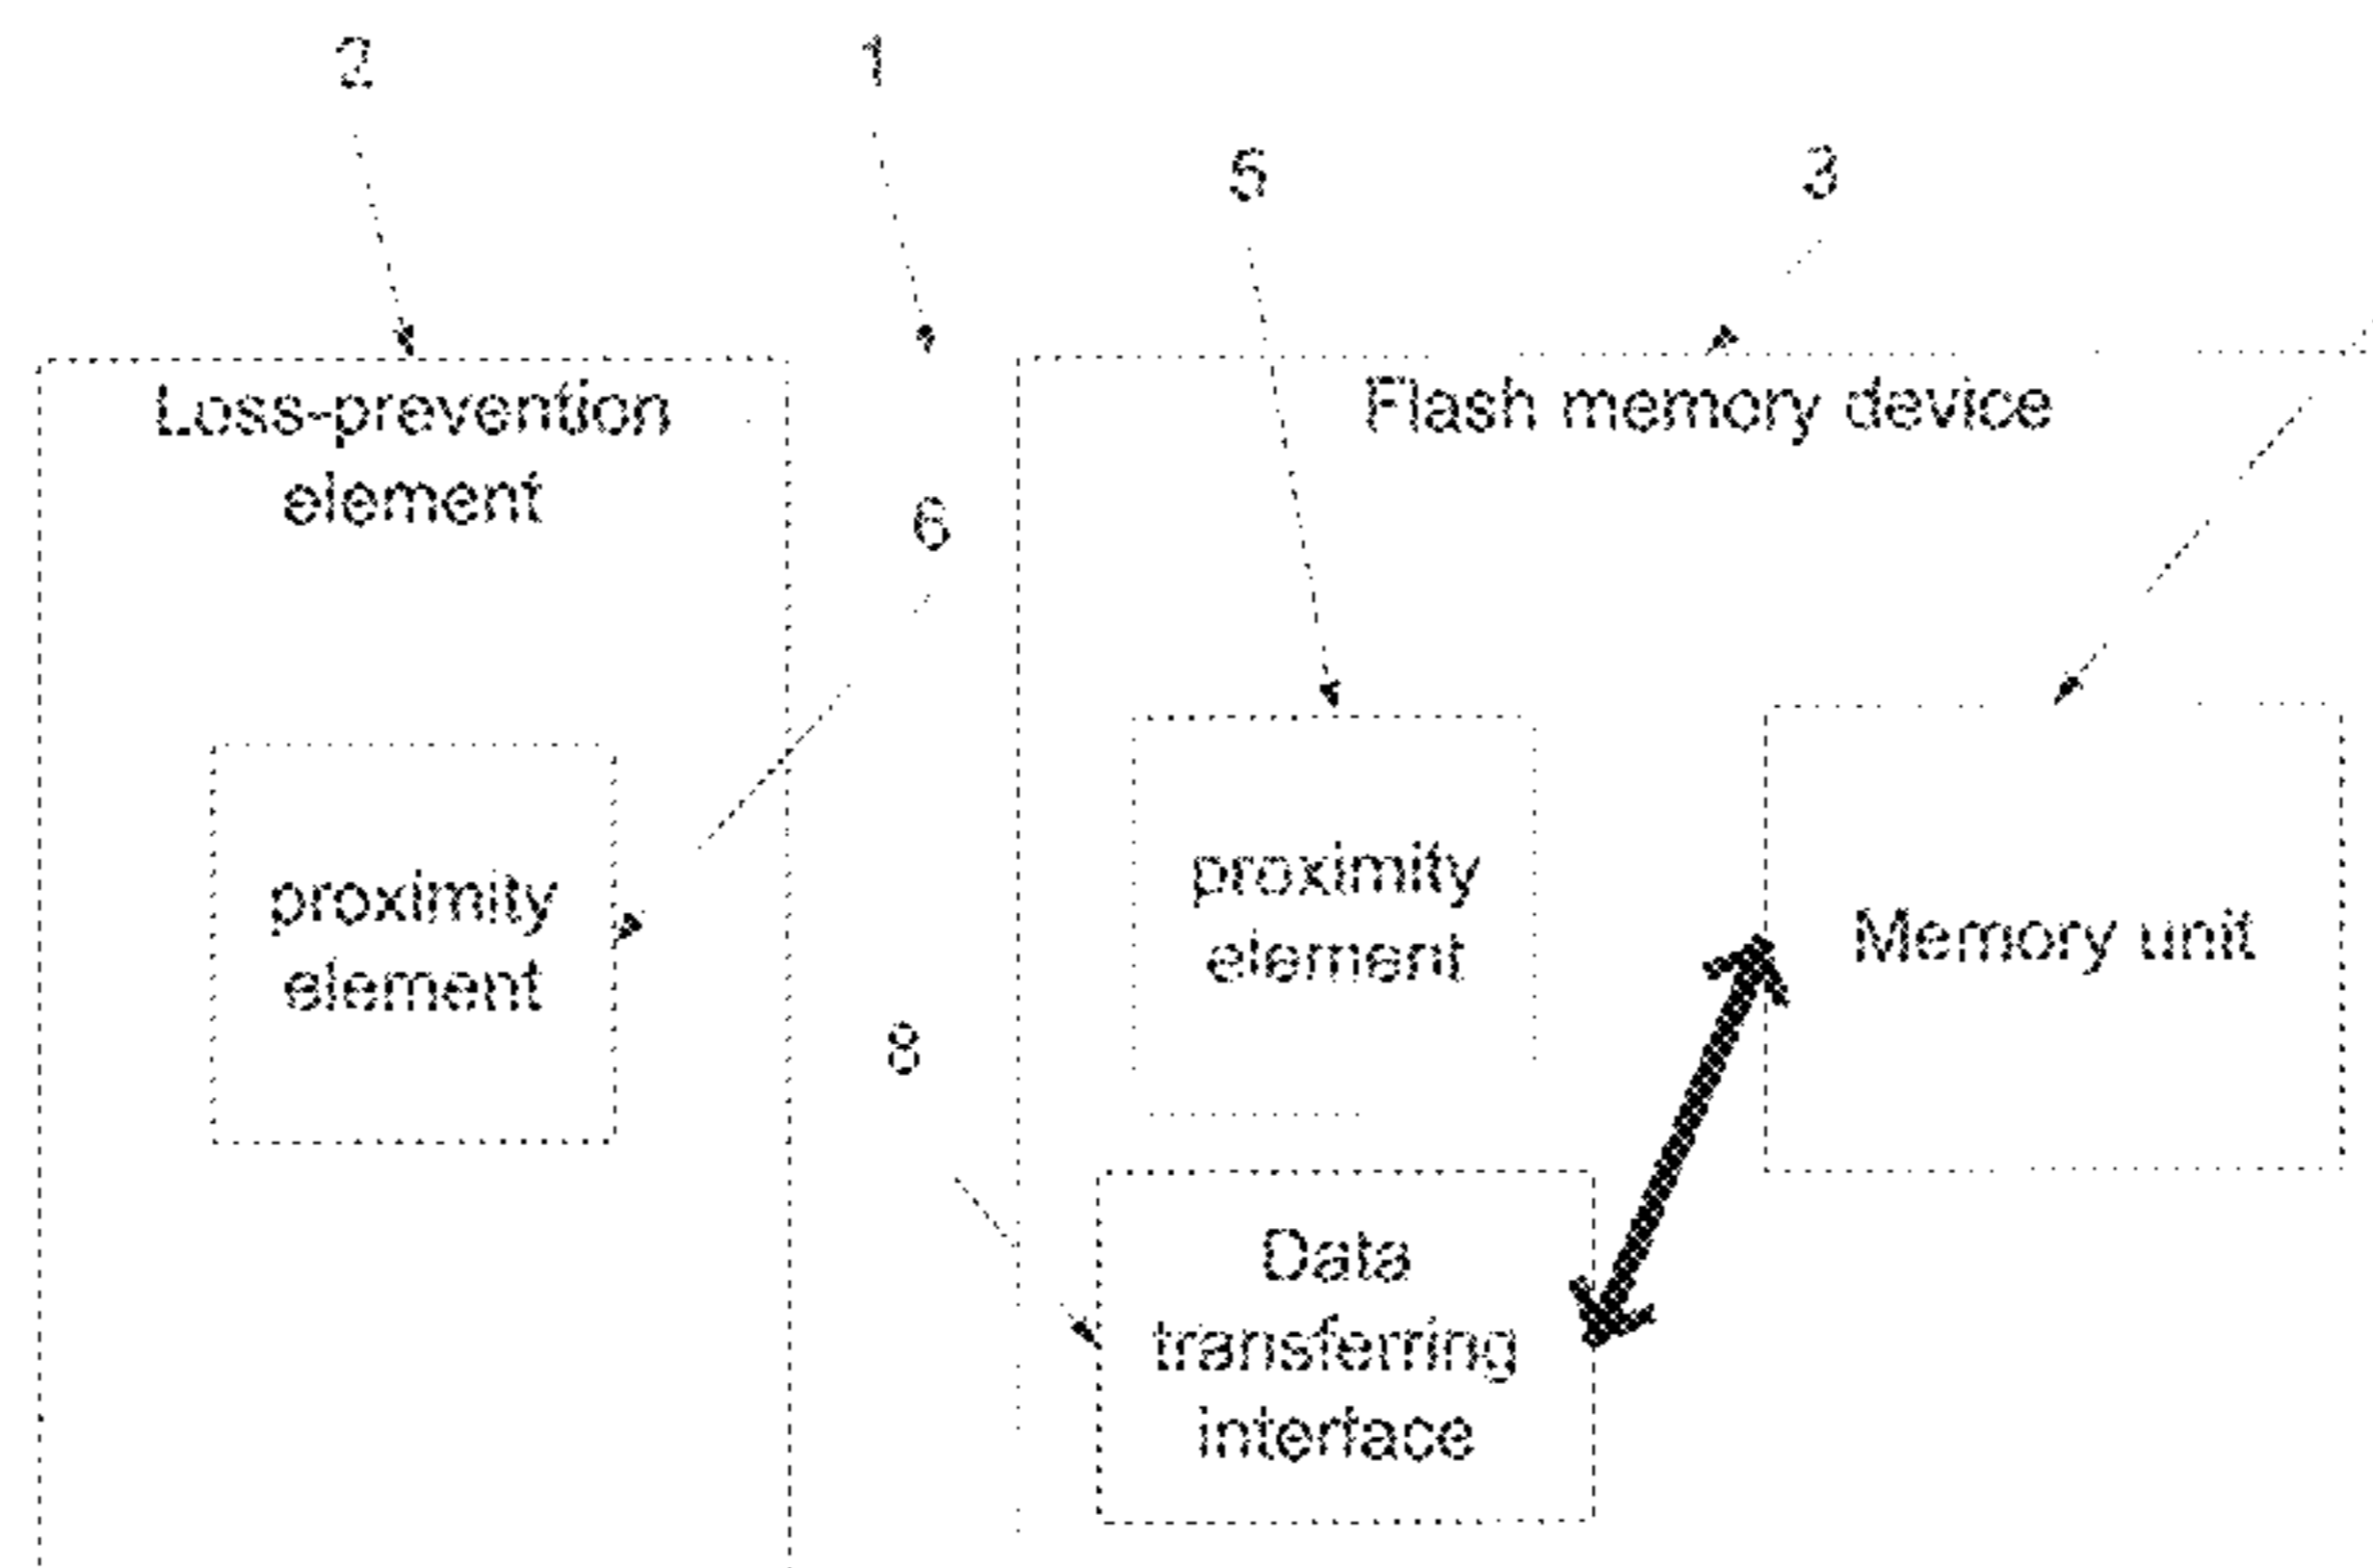 2
1
5
3
Loss-prevention
element
Flash memory device
6
proximity
element
proximity
element
Memory unit
8
Data
transferring
interface